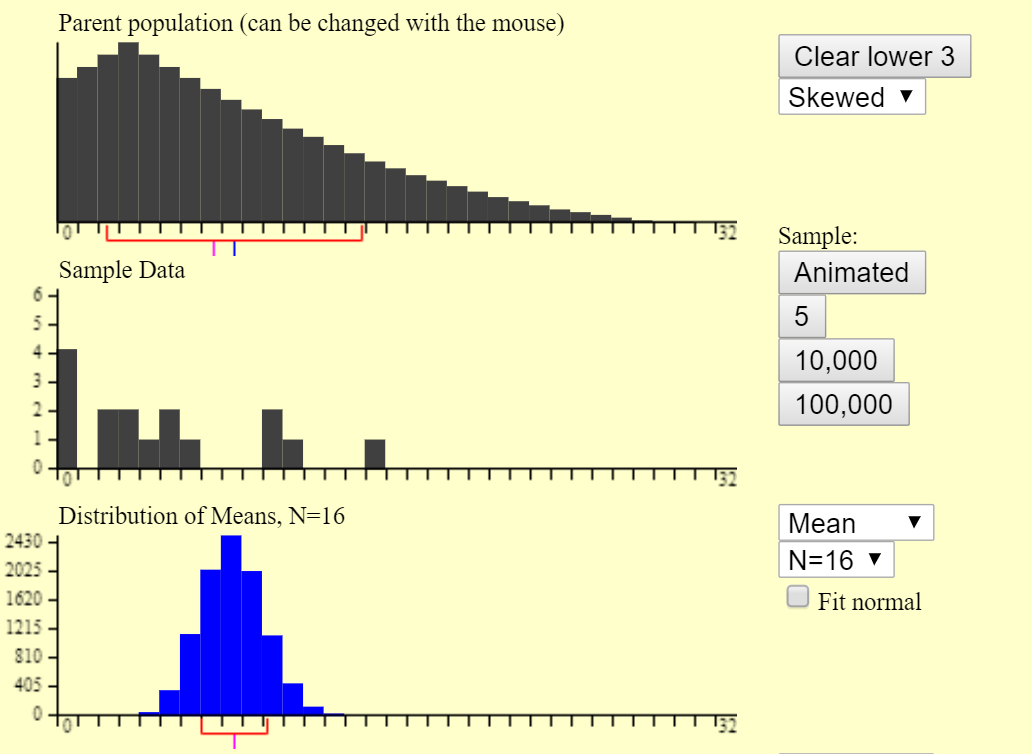 Parent population (can be changed with the mouse)
Clear lower 3
Skewed ▼
0
32
Sample:
Animated
5
10,000
100,000
Sample Data
6
5
4
3
2
1
0
0
32
Distribution of Means, N=16
2430
2025
1620
1215
810
405
0
0
32
Mean ▼
N=16 ▼
Fit normal